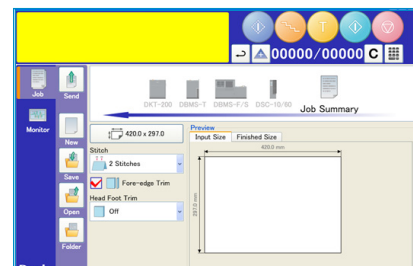 00000/00000 C
Job
Send
DKT-200 DBMS-T DBMS-F/S DSC-10/60 Job Summary
Monitor
New
420.0 x 297.0
Preview
Input Size Finished Size
Stitch
420.0 mm
2 Stitches
Save
Fore-edge Trim
Head Foot Trim
297.0 mm
Off
Open
Folder